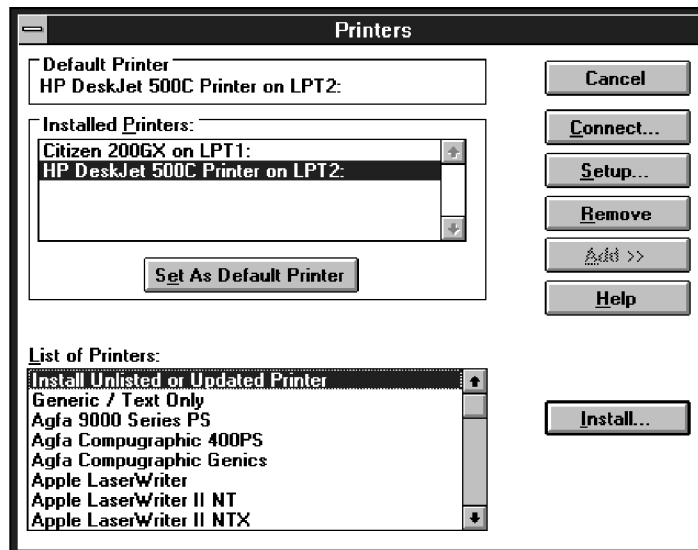 Printers
Default Printer
HP DeskJet 500C Printer on LPT2:
Installed Printers:
Citizen 200GX on LPT1:
HP DeskJet 500C Printer on LPT2:
Set As Default Printer
Cancel
Connect...
Setup...
Remove
Add >>
Help
List of Printers:
Install Unlisted or Updated Printer
Generic / Text Only
Agfa 9000 Series PS
Agfa Compugraphic 400PS
Agfa Compugraphic Genics
Apple LaserWriter
Apple LaserWriter II NT
Apple LaserWriter II NTX
Install...